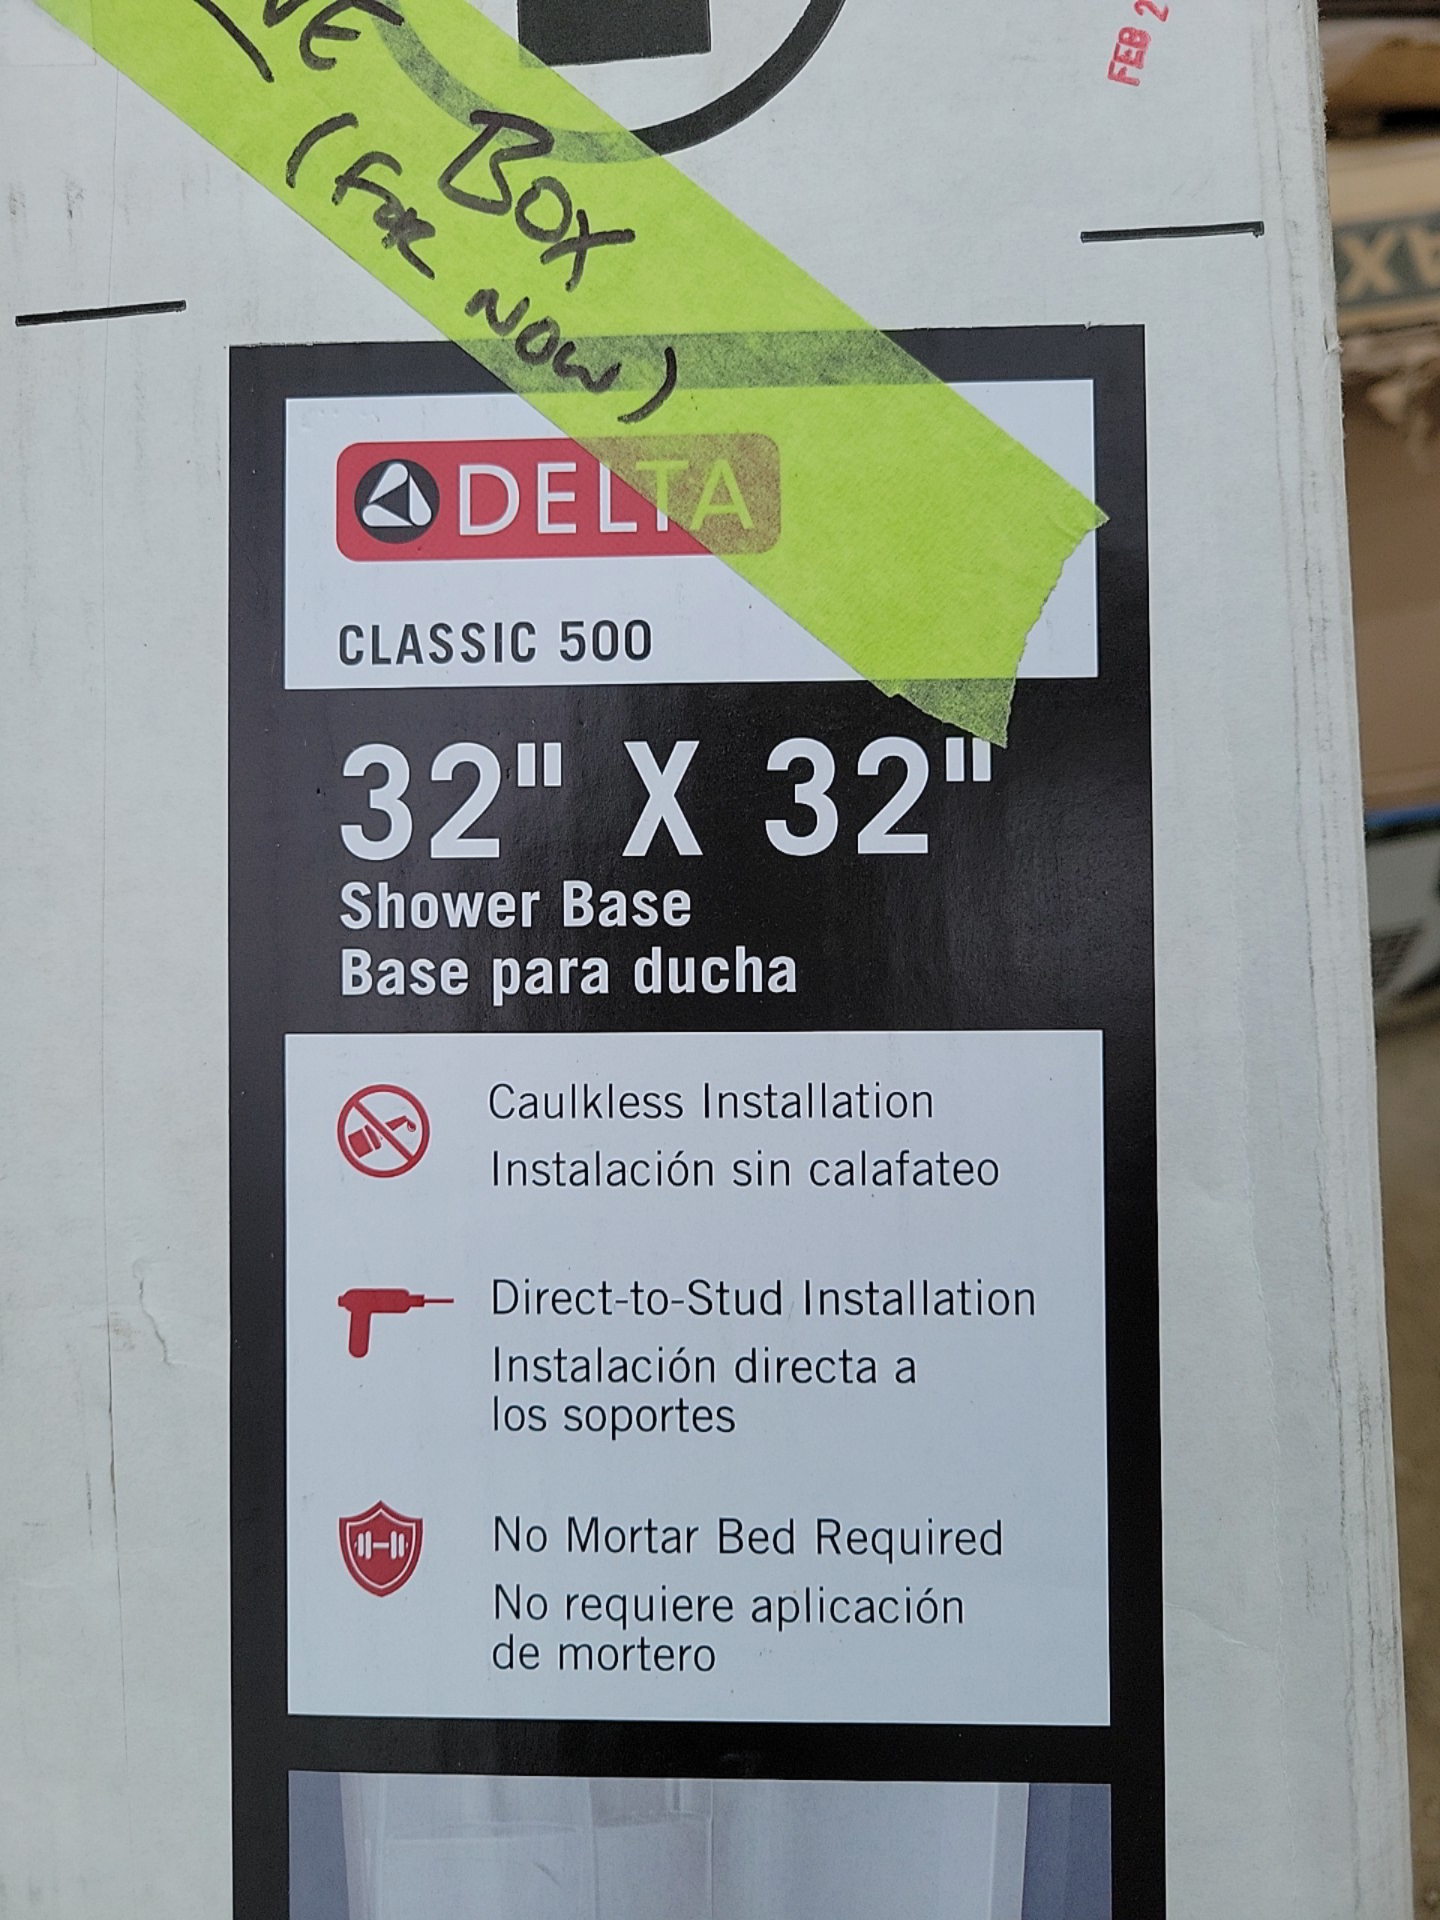 FEB 2
BOX
(FOR NOW)
DELTA
CLASSIC 500
32" X 32"
Shower Base
Base para ducha
Caulkless Installation
Instalación sin calafateo
Direct-to-Stud Installation
Instalación directa a
los soportes
No Mortar Bed Required
No requiere aplicación
de mortero